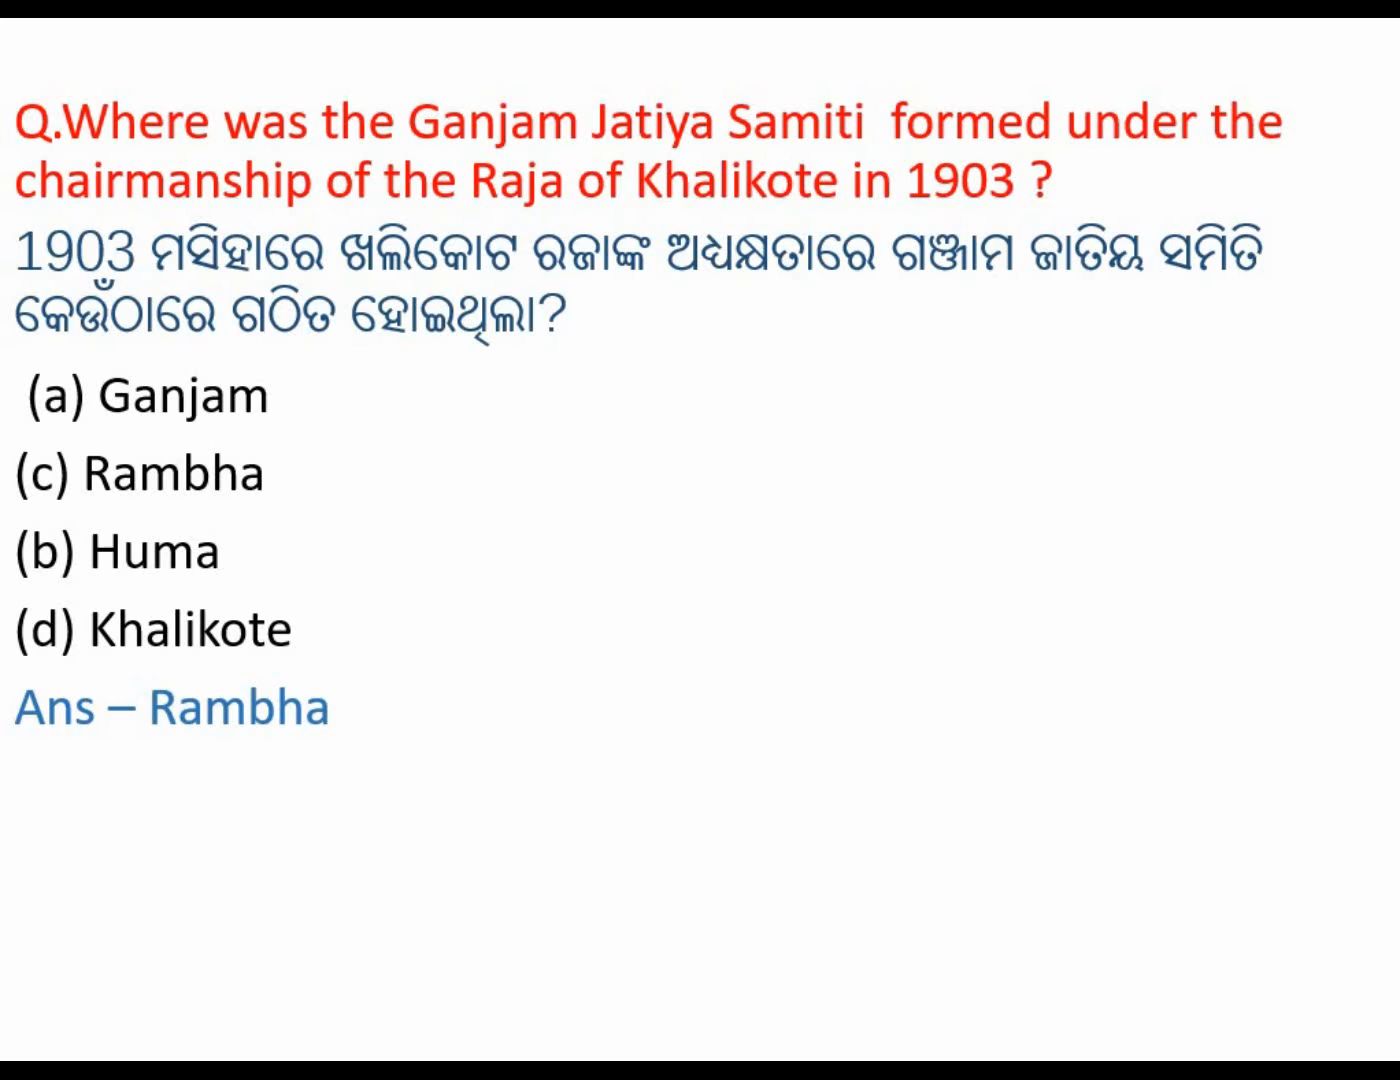 Q.Where was the Ganjam Jatiya Samiti formed under the
chairmanship of the Raja of Khalikote in 1903 ?
1903 ମସିହାରେ ଖଲିକୋଟ ରଜାଙ୍କ ଅଧ୍ୟକ୍ଷତାରେ ଗଞ୍ଜାମ ଜାତିୟ ସମିତି
କେଉଁଠାରେ ଗଠିତ ହୋଇଥିଲା?
(a) Ganjam
(c) Rambha
(b) Huma
(d) Khalikote
Ans – Rambha